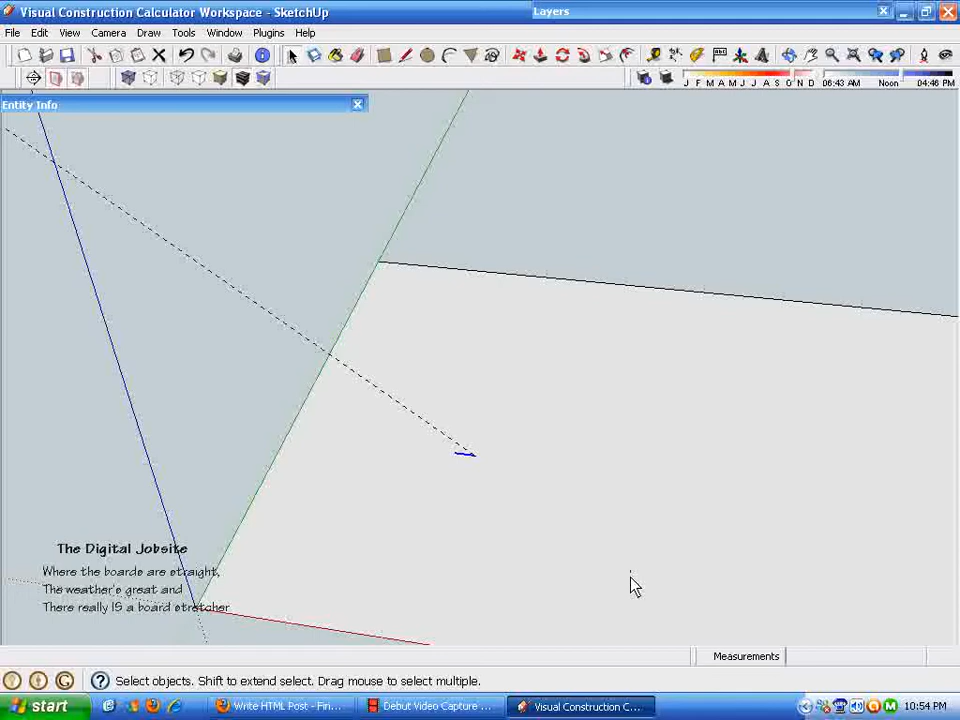 Visual Construction Calculator Workspace - SketchUp
Layers
File Edit View Camera Draw Tools Window Plugins Help
J F M A M J J A S O N D 06:43 AM Noon 04:46 PM
Entity Info
The Digital Jobsite
Where the boards are straight,
The weather's great and
There really IS a board stretcher
Measurements
Select objects. Shift to extend select. Drag mouse to select multiple.
start Write HTML Post - Fin... Debut Video Capture ... Visual Construction C... 10:54 PM